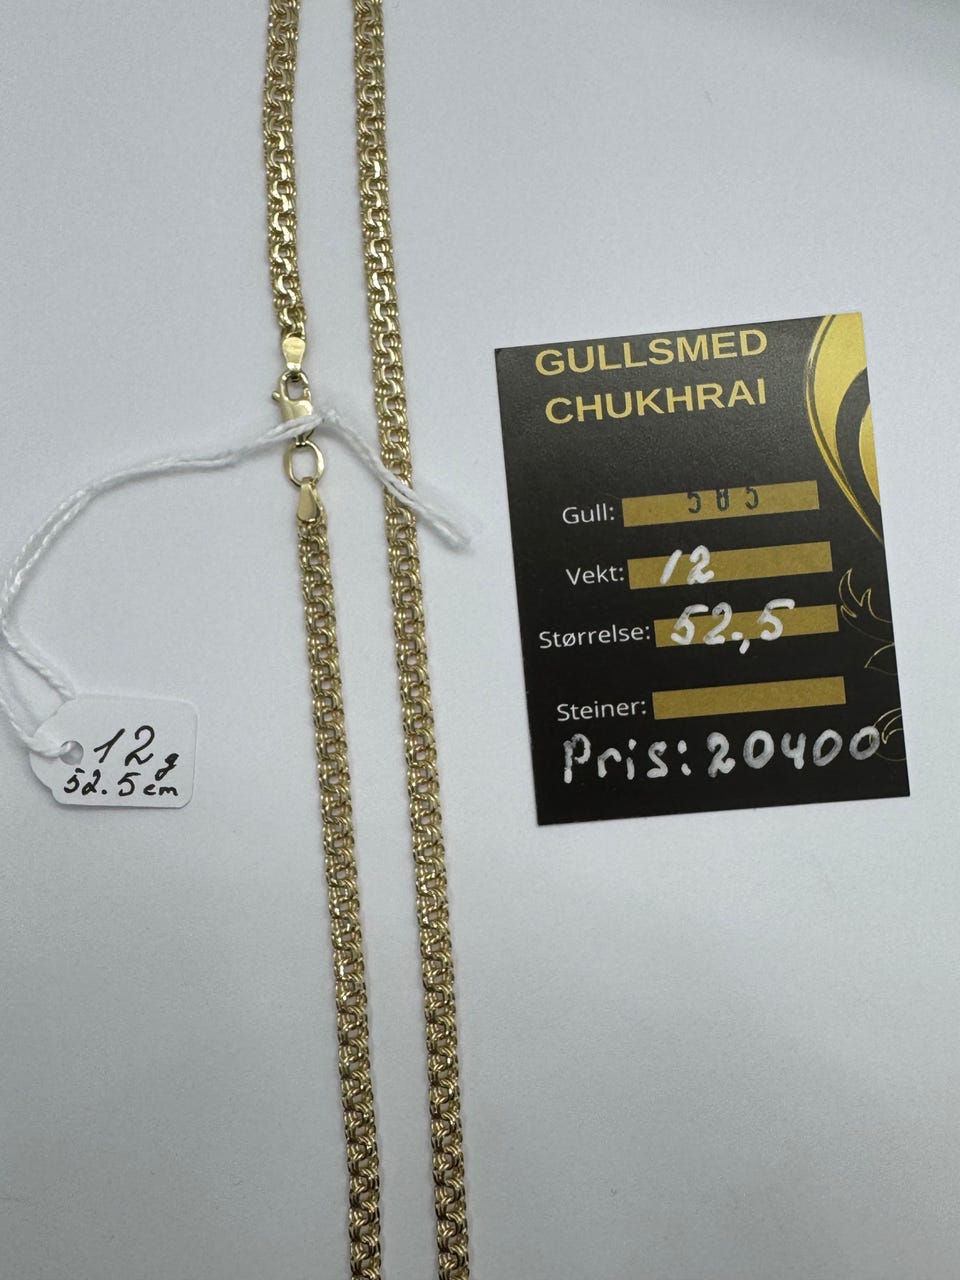 GULLSMED
CHUKHRAI
Gull: 585
Vekt: 12
Størrelse: 52,5
Steiner:
Pris: 20400
12g
52.5cm